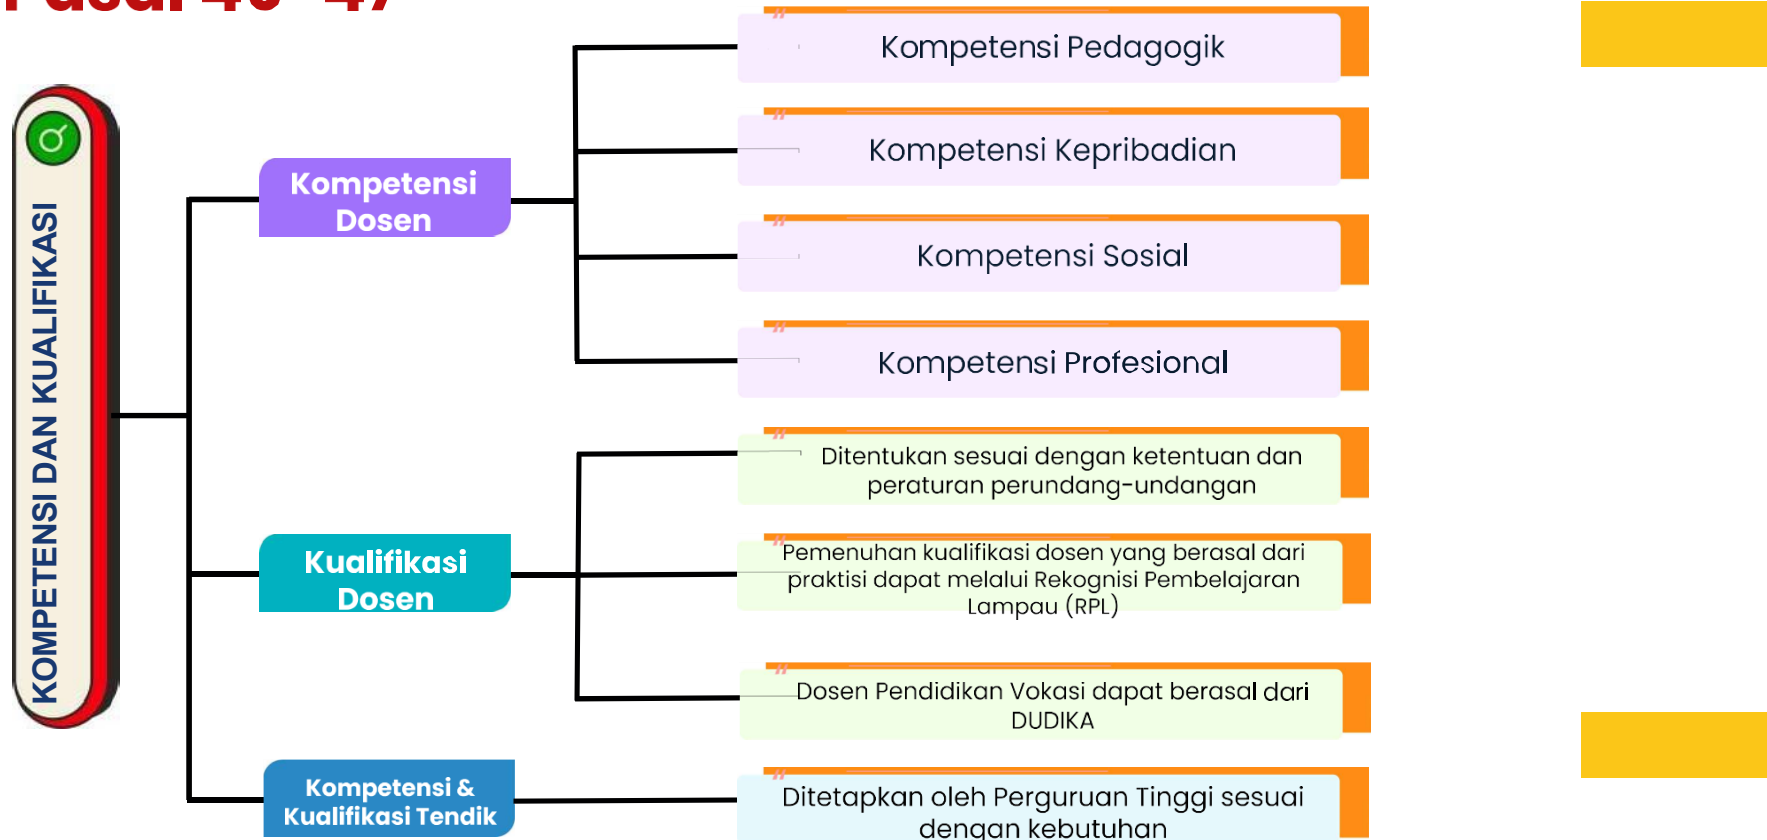 KOMPETENSI DAN KUALIFIKASI
Kompetensi
Dosen
Kompetensi Pedagogik
Kompetensi Kepribadian
Kompetensi Sosial
Kompetensi Profesional
Kualifikasi
Dosen
Ditentukan sesuai dengan ketentuan dan
peraturan perundang-undangan
Pemenuhan kualifikasi dosen yang berasal dari
praktisi dapat melalui Rekognisi Pembelajaran
Lampau (RPL)
Dosen Pendidikan Vokasi dapat berasal dari
DUDIKA
Kompetensi &
Kualifikasi Tendik
Ditetapkan oleh Perguruan Tinggi sesuai
dengan kebutuhan